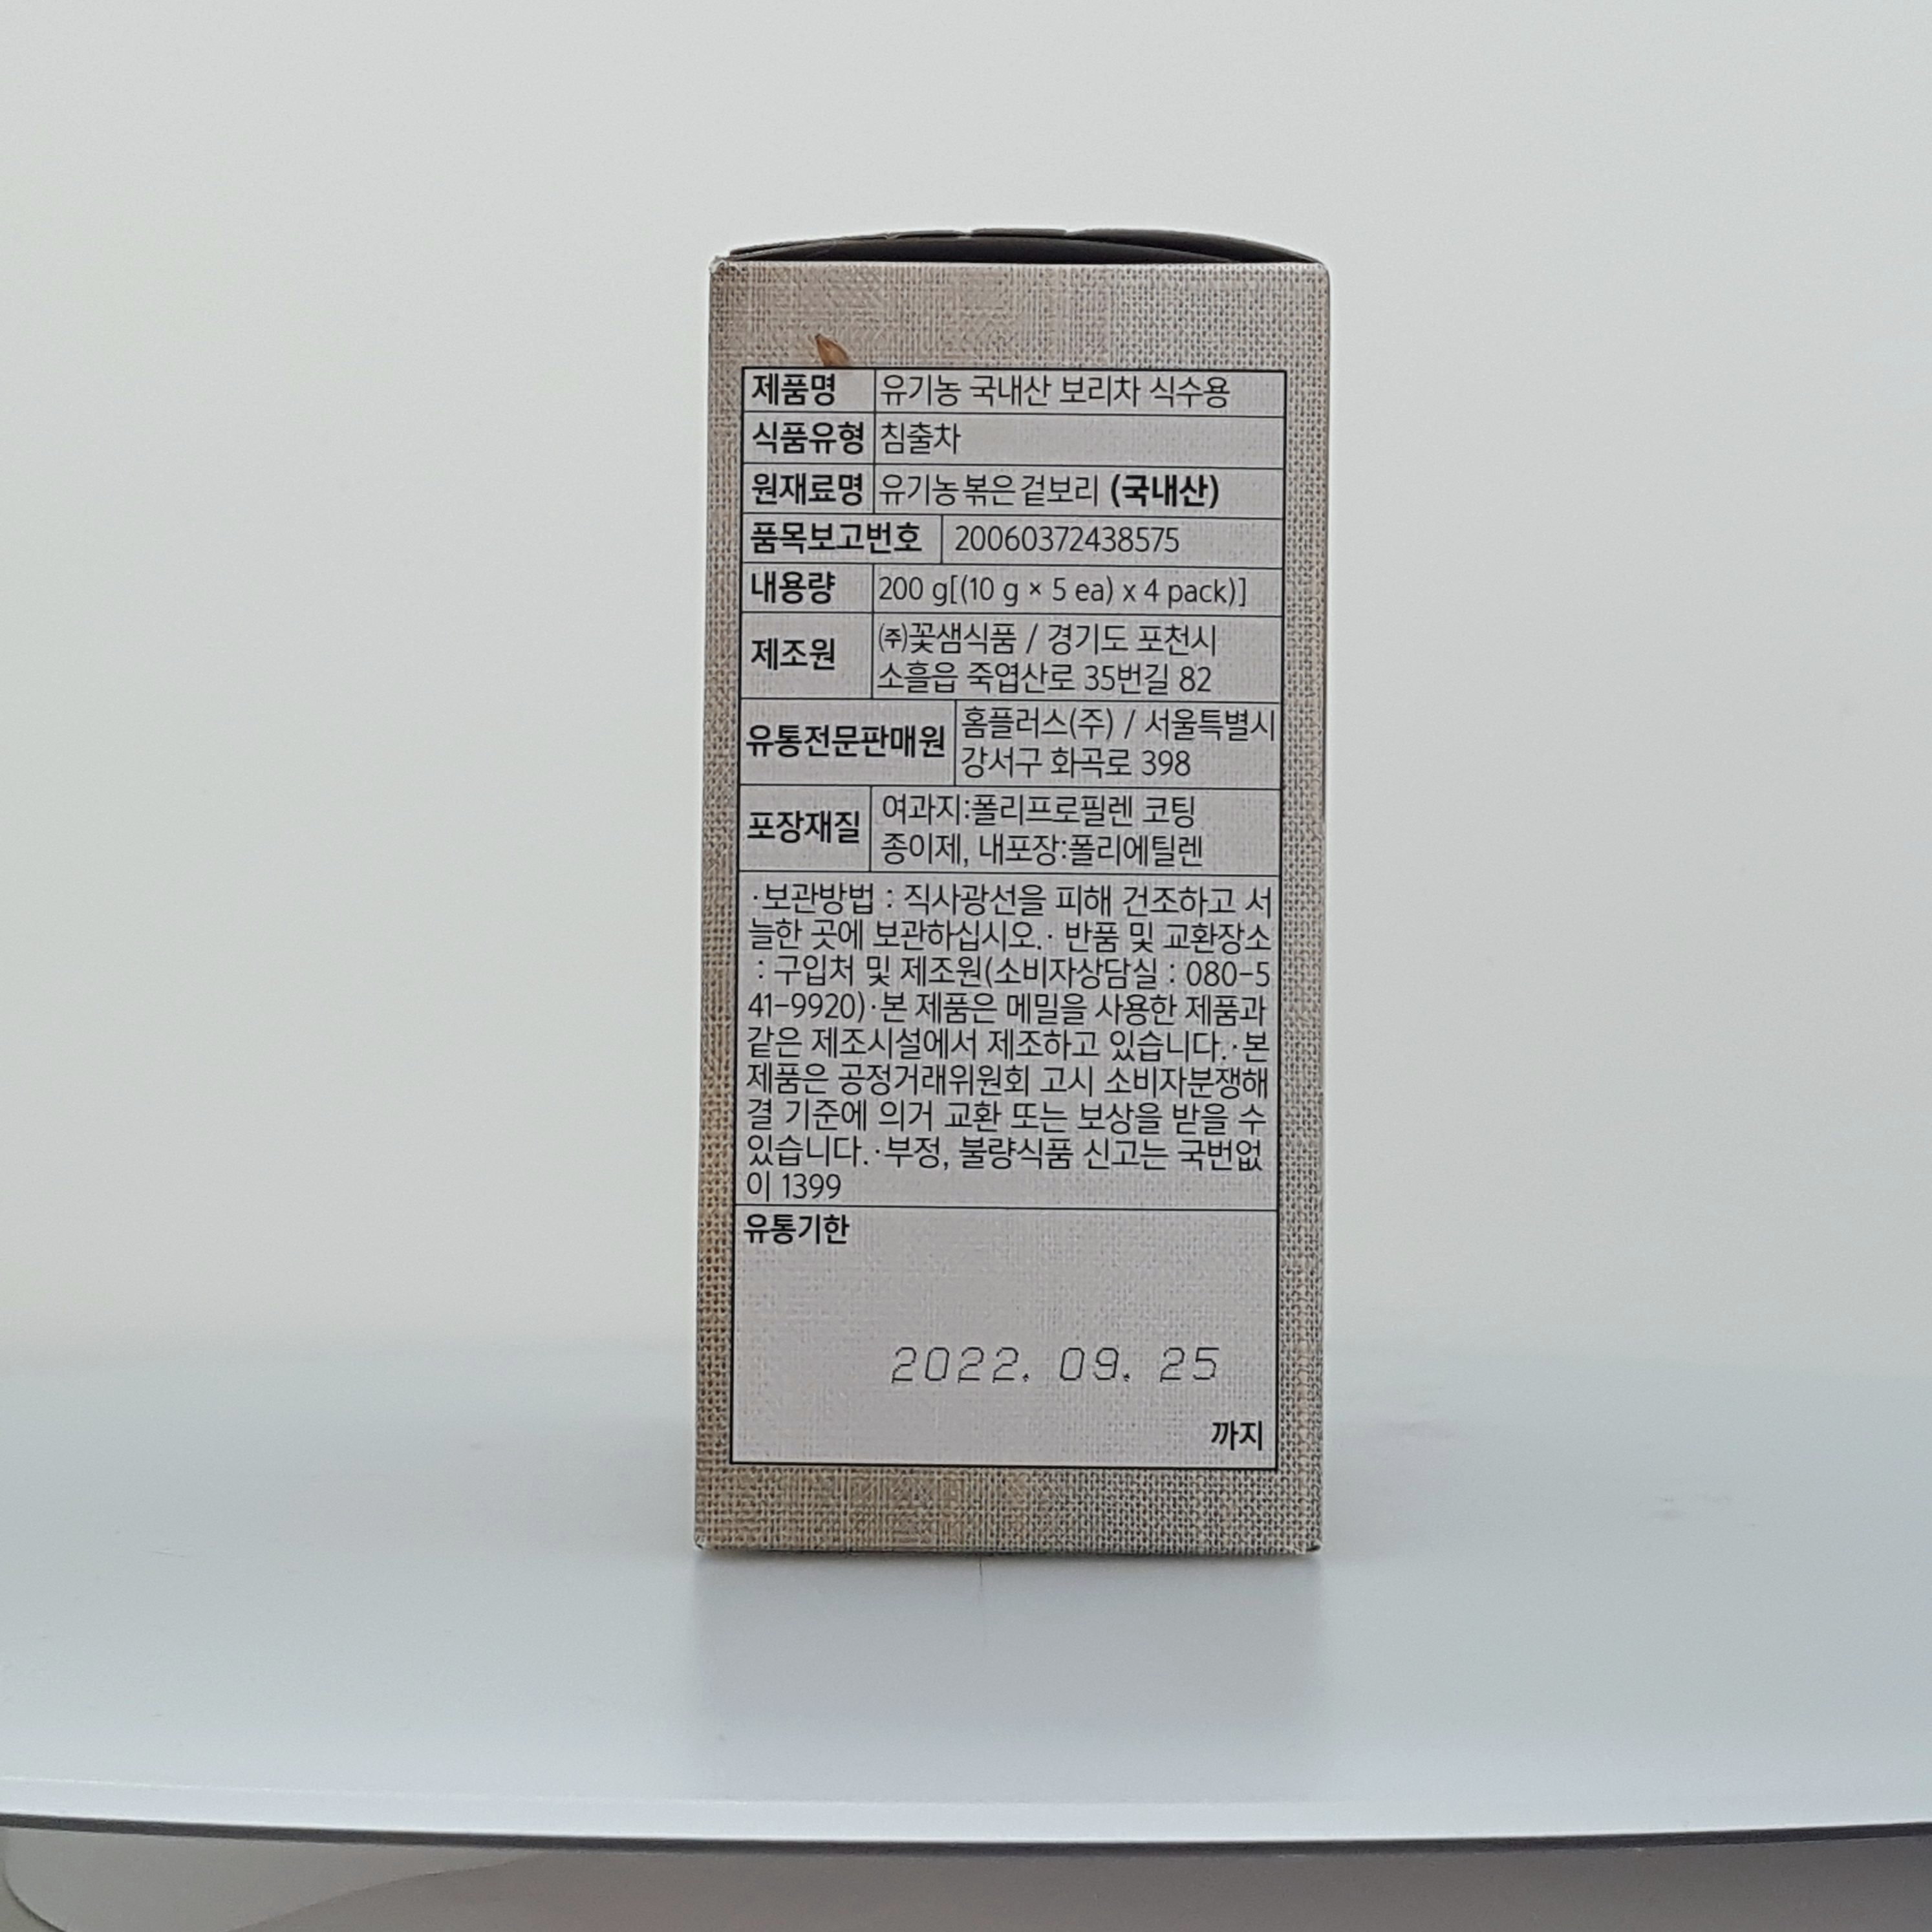 제품명 유기농 국내산 보리차 식수용
식품유형 침출차
원재료명 유기농 볶은 겉보리 (국내산)
품목보고번호 20060372438575
내용량 200 g[(10 g × 5 ea) x 4 pack)]
제조원 ㈜꽃샘식품 / 경기도 포천시
소흘읍 죽엽산로 35번길 82
유통전문판매원 홈플러스(주) / 서울특별시
강서구 화곡로 398
포장재질 여과지:폴리프로필렌 코팅
종이제, 내포장:폴리에틸렌
·보관방법 : 직사광선을 피해 건조하고 서
늘한 곳에 보관하십시오.· 반품 및 교환장소
: 구입처 및 제조원(소비자상담실 : 080-5
41-9920)·본 제품은 메밀을 사용한 제품과
같은 제조시설에서 제조하고 있습니다.·본
제품은 공정거래위원회 고시 소비자분쟁해
결 기준에 의거 교환 또는 보상을 받을 수
있습니다.·부정, 불량식품 신고는 국번없
이 1399
유통기한
2022. 09. 25
까지